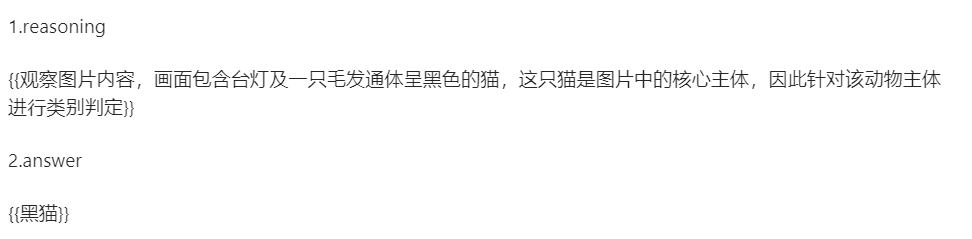 1.reasoning
{{观察图片内容，画面包含台灯及一只毛发通体呈黑色的猫，这只猫是图片中的核心主体，因此针对该动物主体
进行类别判定}}
2.answer
{{黑猫}}